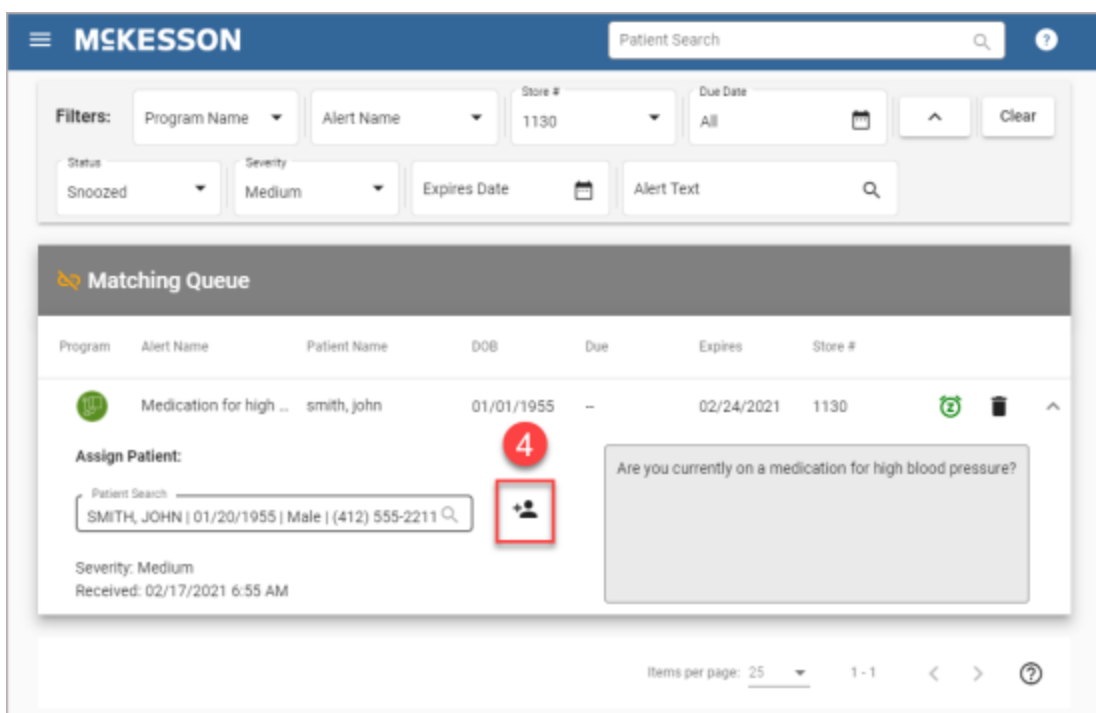 MCKESSON
Patient Search
?
Filters:
Program Name
Alert Name
Store #
1130
Due Date
All
Clear
Status
Snoozed
Severity
Medium
Expires Date
Alert Text
Matching Queue
Program Alert Name Patient Name DOB Due Expires Store #
Medication for high ... smith, john 01/01/1955 -- 02/24/2021 1130
Assign Patient:
4
Patient Search
SMITH, JOHN | 01/20/1955 | Male | (412) 555-2211
Are you currently on a medication for high blood pressure?
Severity: Medium
Received: 02/17/2021 6:55 AM
Items per page: 25 1 - 1 < > ?